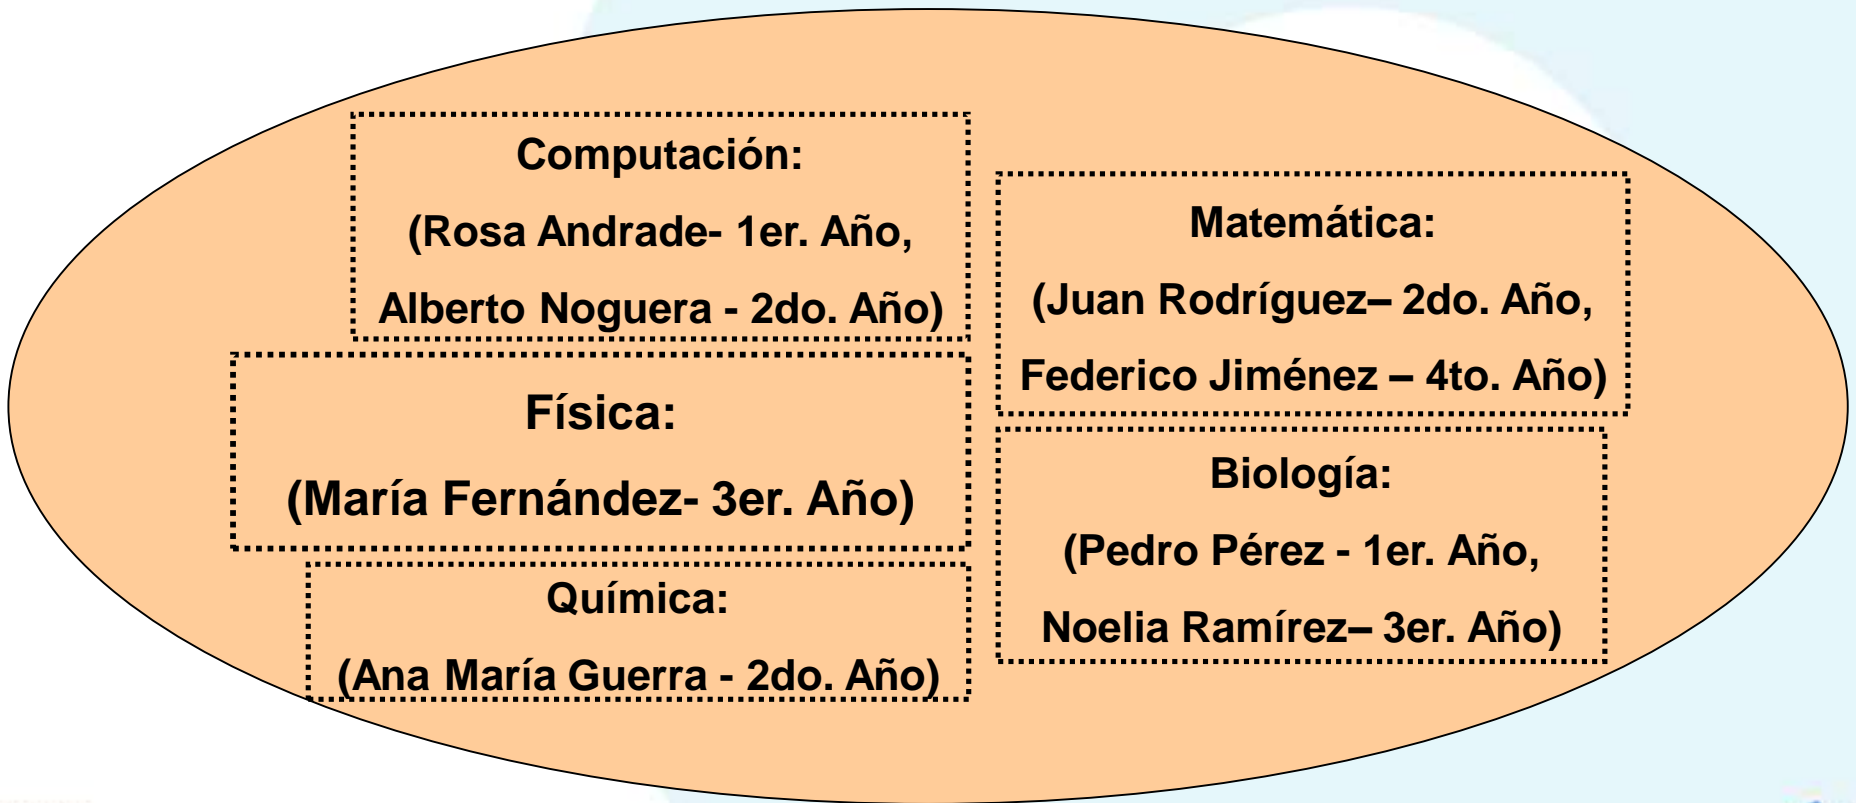 Computación:
(Rosa Andrade- 1er. Año,
Alberto Noguera - 2do. Año)
Física:
(María Fernández- 3er. Año)
Química:
(Ana María Guerra - 2do. Año)
Matemática:
(Juan Rodríguez– 2do. Año,
Federico Jiménez – 4to. Año)
Biología:
(Pedro Pérez - 1er. Año,
Noelia Ramírez– 3er. Año)